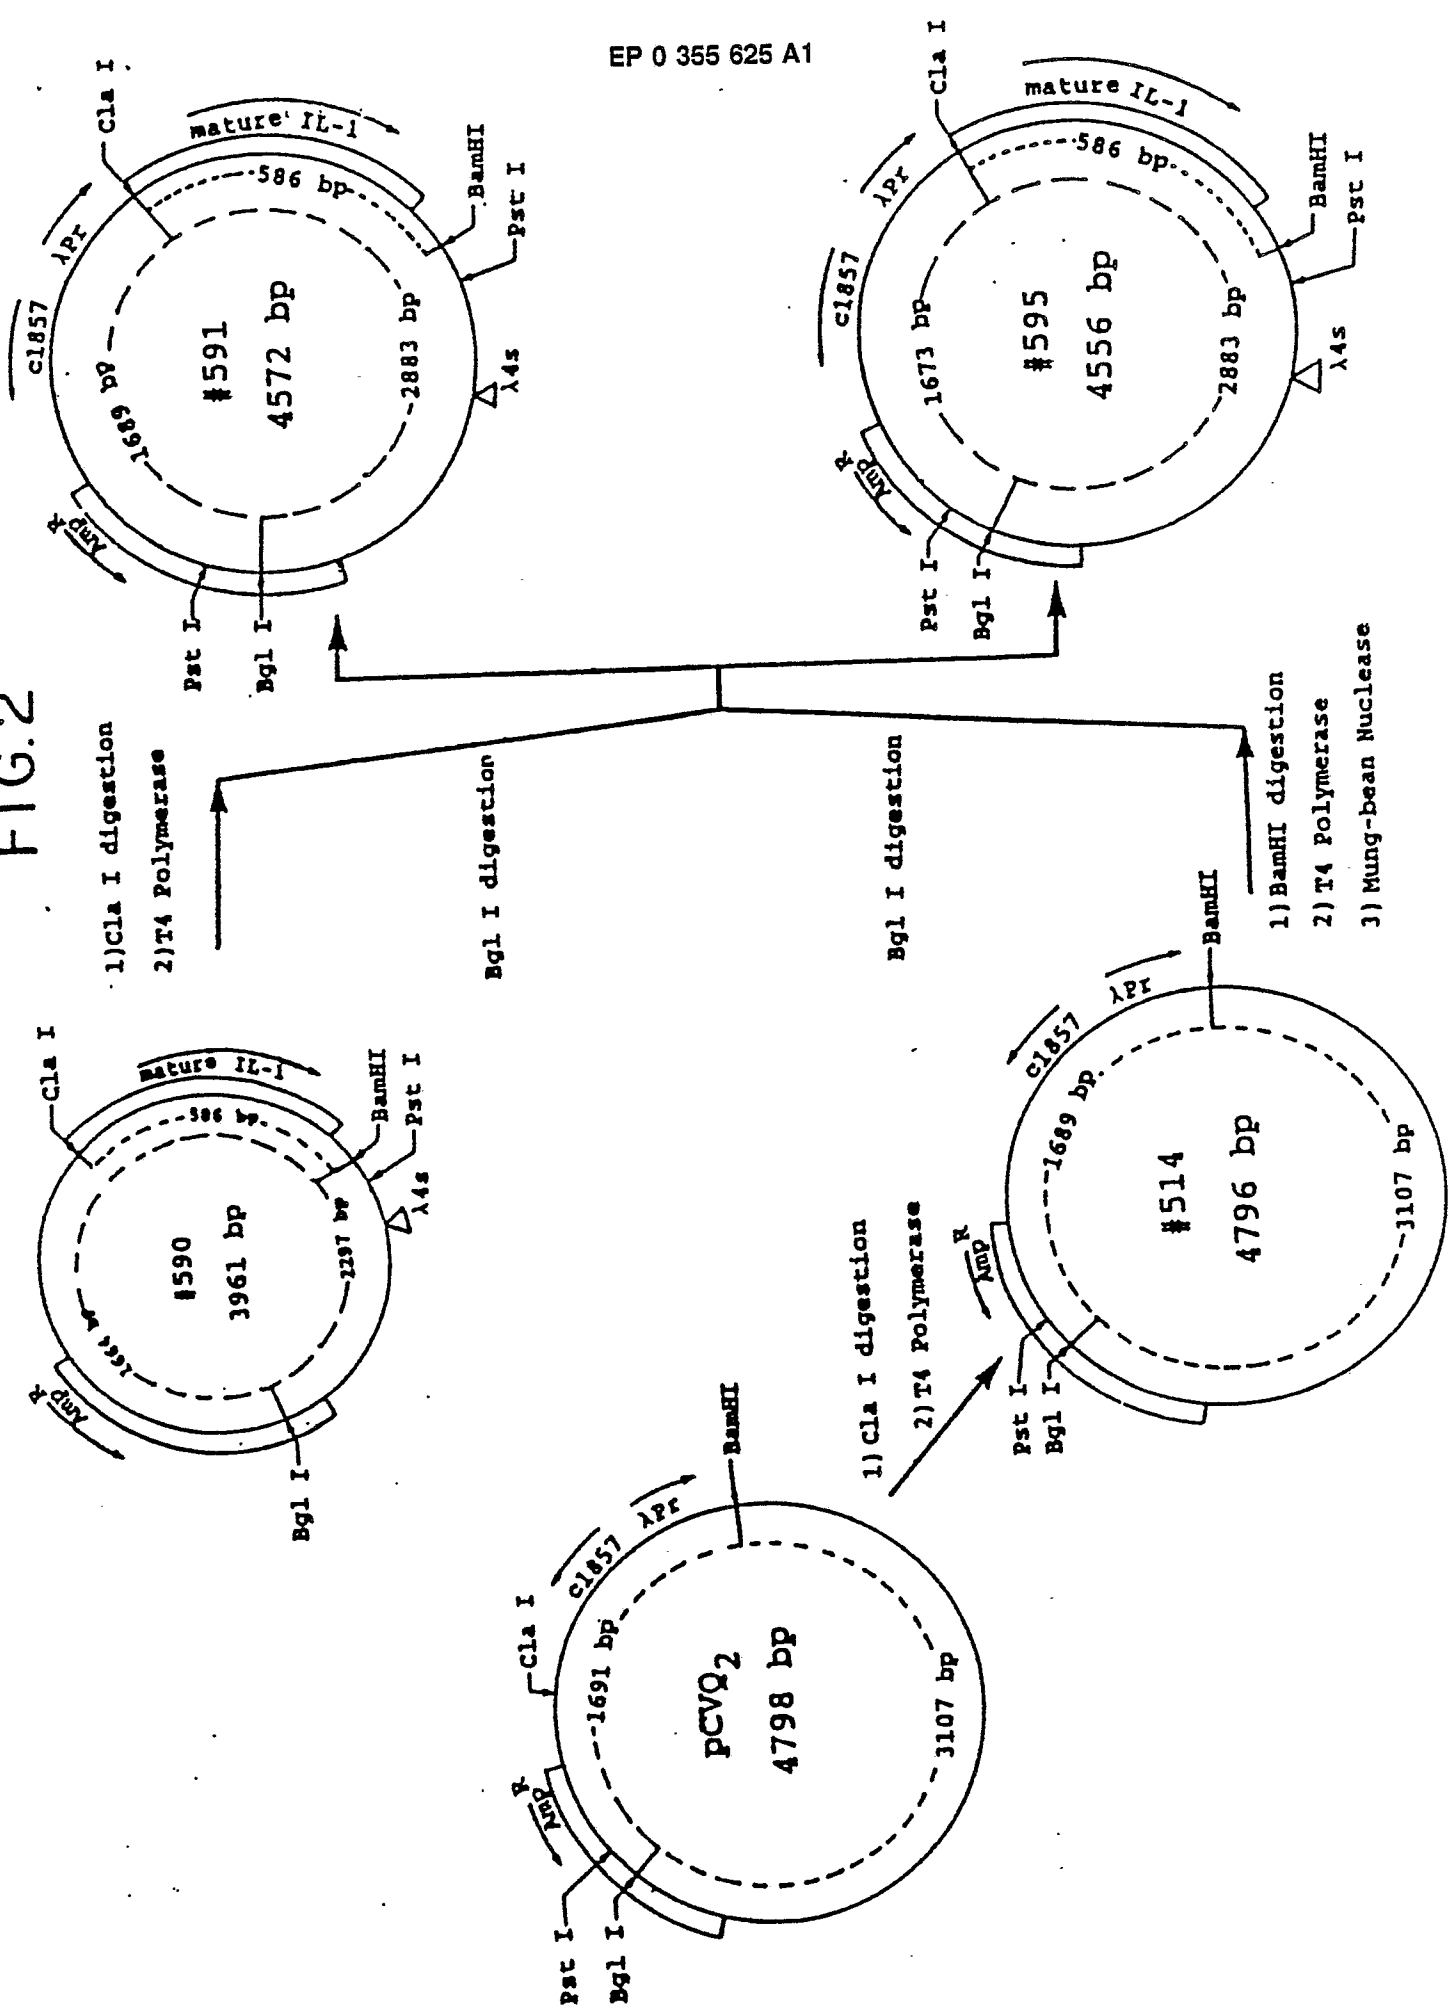 EP 0 355 625 A1
FIG.2
Cla I
mature IL-1
586 bp
BamHI
Pst I
λ4s
#590
3961 bp
1664 bp
2297 bp
Amp R
Bgl I
1)Cla I digestion
2)T4 Polymerase
Bgl I digestion
c1857
λPr
Cla I
mature IL-1
586 bp
BamHI
Pst I
λ4s
#591
4572 bp
1689 bp
2883 bp
Amp R
Pst I
Bgl I
Cla I
c1857
λPr
BamHI
pCVQ2
4798 bp
1691 bp
3107 bp
Amp R
Pst I
Bgl I
1)Cla I digestion
2)T4 Polymerase
c1857
λPr
BamHI
#514
4796 bp
1689 bp
3107 bp
Amp R
Pst I
Bgl I
Bgl I digestion
1)BamHI digestion
2)T4 Polymerase
3)Mung-bean Nuclease
c1857
λPr
Cla I
mature IL-1
586 bp
BamHI
Pst I
λ4s
#595
4556 bp
1673 bp
2883 bp
Amp R
Pst I
Bgl I